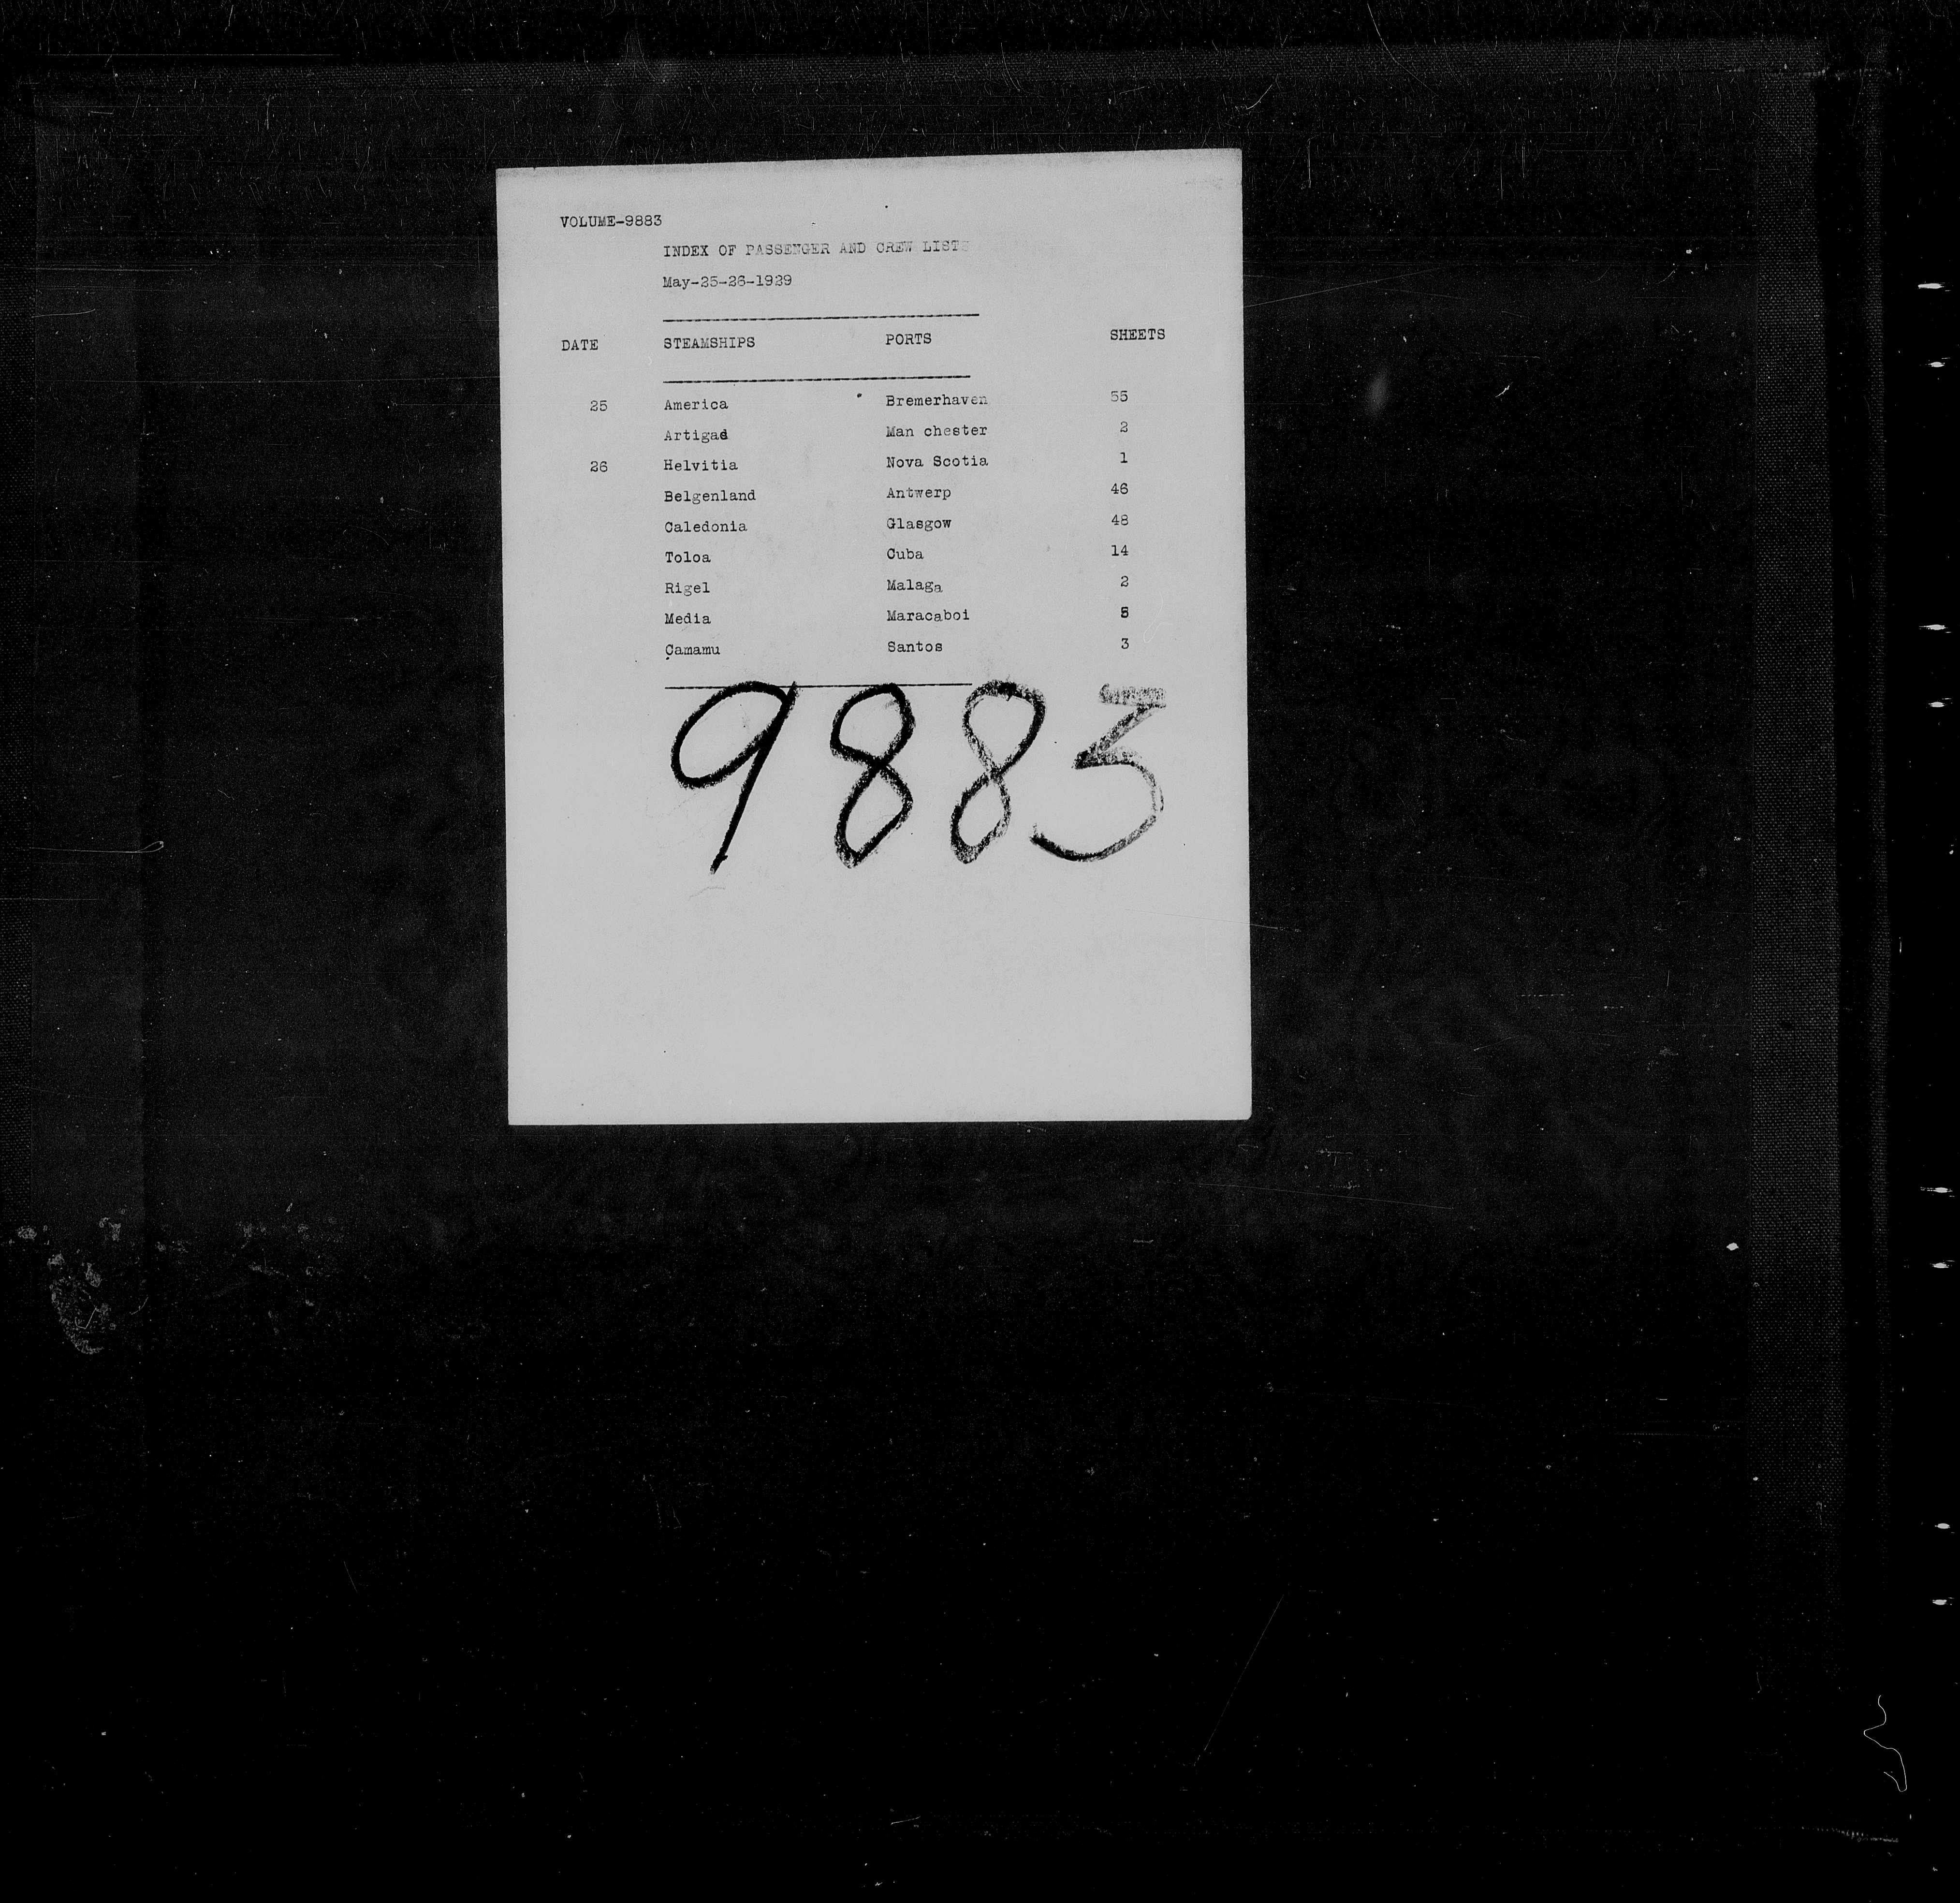 VOLUME-9883
INDEX OF PASSENGER AND CREW LISTS
May-25-26-1929
DATE STEAMSHIPS PORTS SHEETS
25 America Bremerhaven 55
Artigas Man chester 2
26 Helvitia Nova Scotia 1
Belgenland Antwerp 46
Caledonia Glasgow 48
Toloa Cuba 14
Rigel Malaga 2
Media Maracaboi 5
Camamu Santos 3
9883